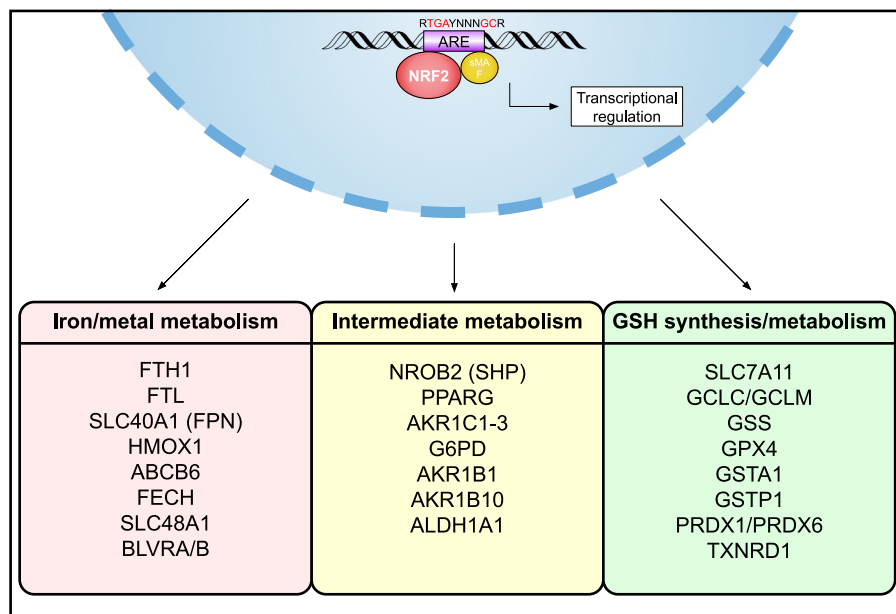 RTGAYNNNGCR
ARE
NRF2
sMA
F
Transcriptional
regulation
Iron/metal metabolism
FTH1
FTL
SLC40A1 (FPN)
HMOX1
ABCB6
FECH
SLC48A1
BLVRA/B
Intermediate metabolism
NROB2 (SHP)
PPARG
AKR1C1-3
G6PD
AKR1B1
AKR1B10
ALDH1A1
GSH synthesis/metabolism
SLC7A11
GCLC/GCLM
GSS
GPX4
GSTA1
GSTP1
PRDX1/PRDX6
TXNRD1